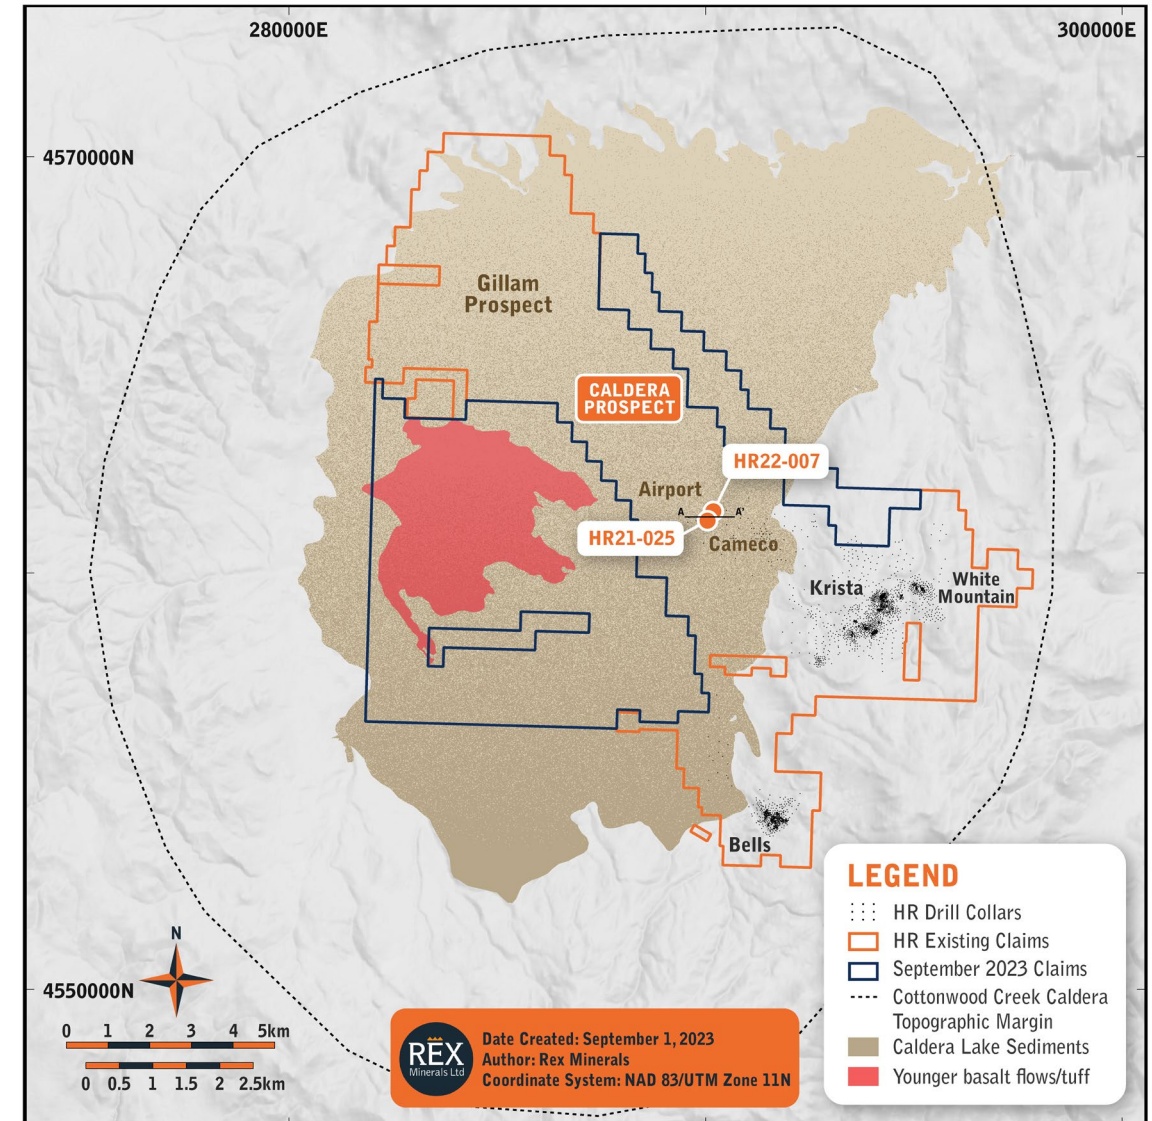 280000E
300000E
4570000N
Gillam
Prospect
CALDERA
PROSPECT
HR22-007
Airport
A
A'
HR21-025
Cameco
Krista
White
Mountain
Bells
LEGEND
HR Drill Collars
HR Existing Claims
September 2023 Claims
Cottonwood Creek Caldera
Topographic Margin
Caldera Lake Sediments
Younger basalt flows/tuff
N
4550000N
0 1 2 3 4 5km
0 0.5 1 1.5 2 2.5km
REX
Minerals Ltd
Date Created: September 1, 2023
Author: Rex Minerals
Coordinate System: NAD 83/UTM Zone 11N